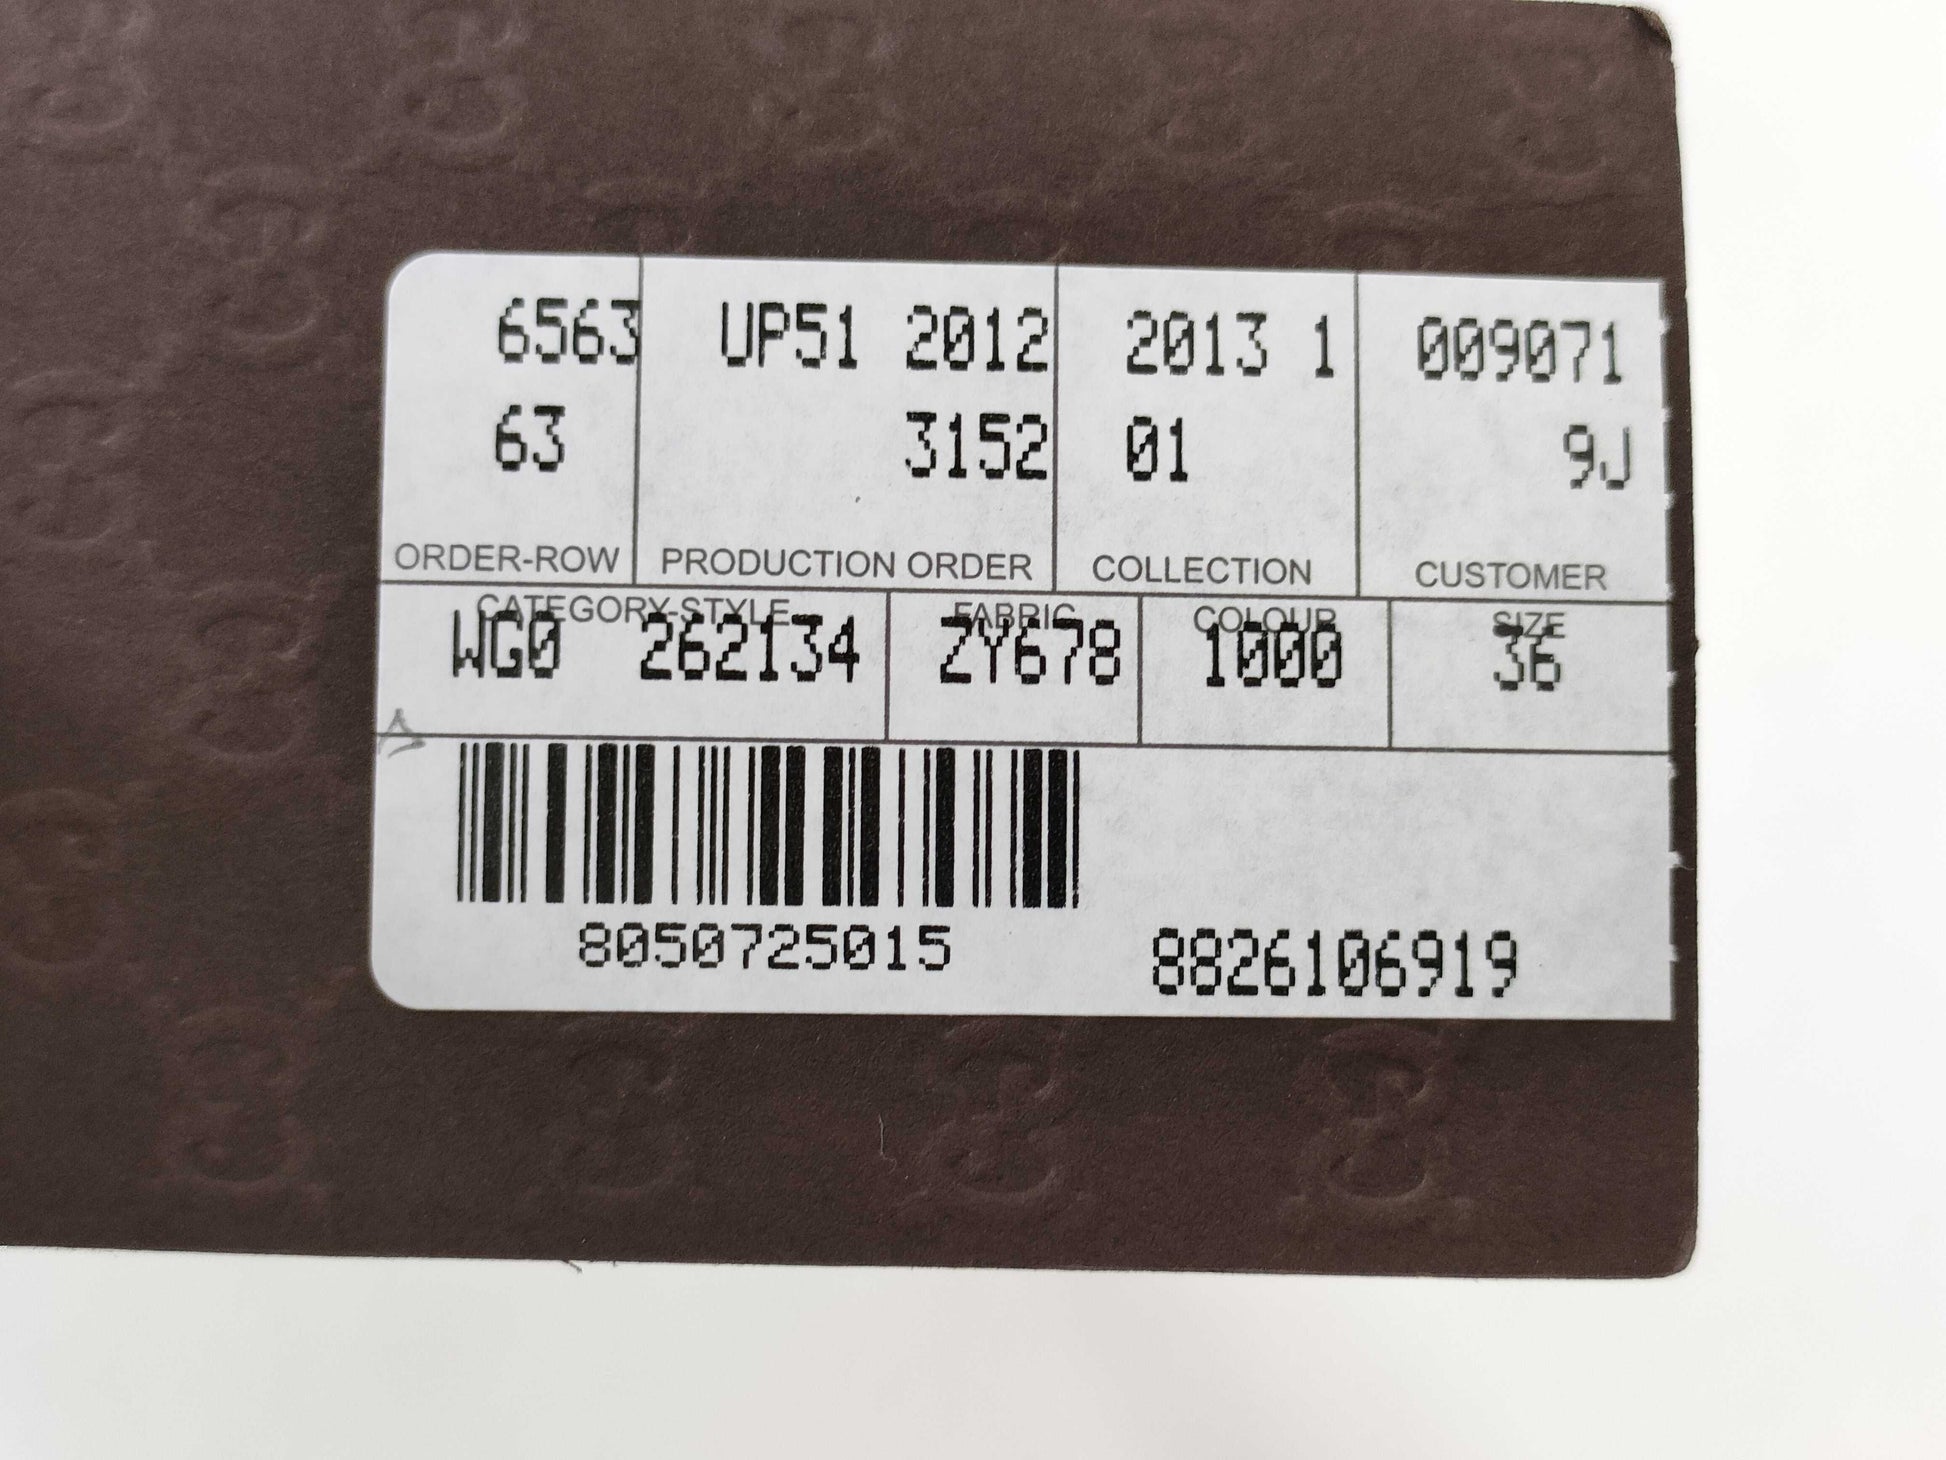 6563 UP51 2012 2013 1 009071
63 3152 01 9J
ORDER-ROW PRODUCTION ORDER COLLECTION CUSTOMER
CATEGORY-STYLE FABRIC COLOUR SIZE
WG0 262134 ZY678 1000 36
8050725015 8826106919